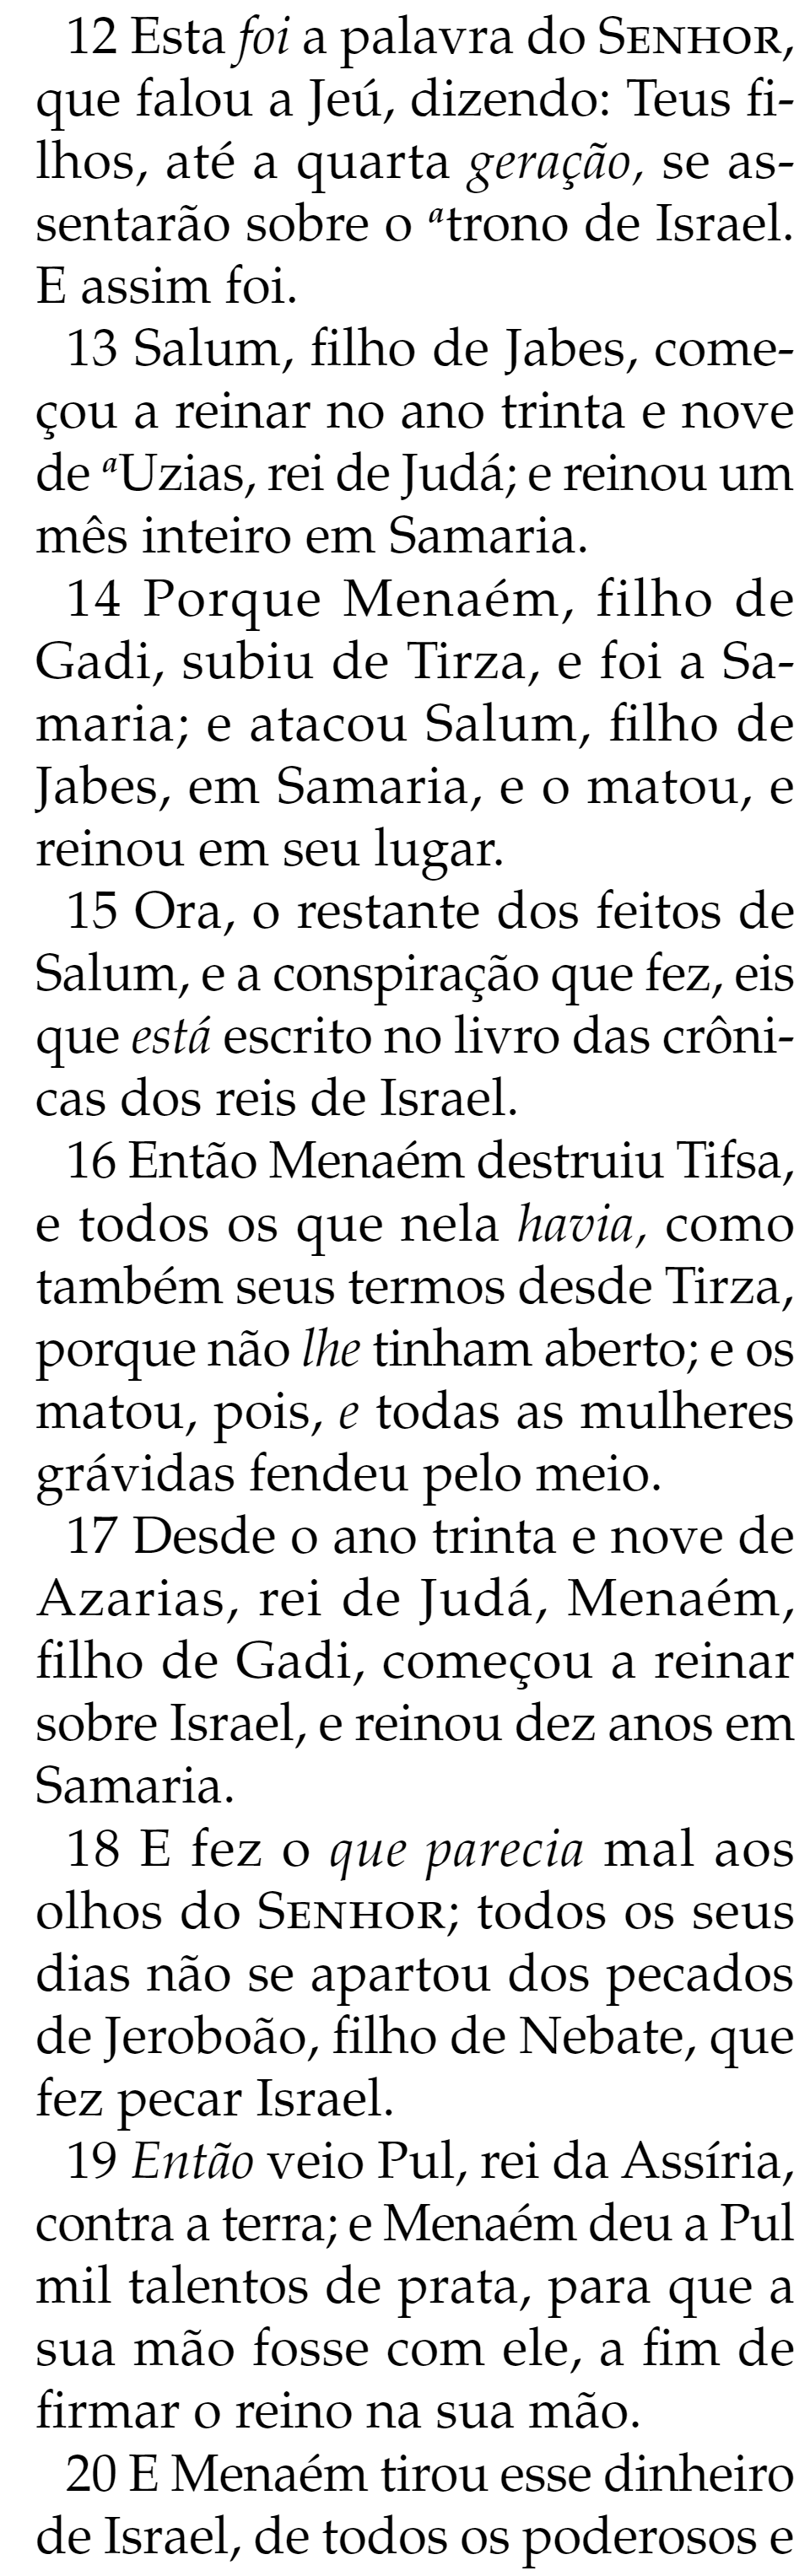 12 Esta foi a palavra do SENHOR,
que falou a Jeú, dizendo: Teus fi-
lhos, até a quarta geração, se as-
sentarão sobre o ᵃtrono de Israel.
E assim foi.
13 Salum, filho de Jabes, come-
çou a reinar no ano trinta e nove
de ᵃUzias, rei de Judá; e reinou um
mês inteiro em Samaria.
14 Porque Menaém, filho de
Gadi, subiu de Tirza, e foi a Sa-
maria; e atacou Salum, filho de
Jabes, em Samaria, e o matou, e
reinou em seu lugar.
15 Ora, o restante dos feitos de
Salum, e a conspiração que fez, eis
que está escrito no livro das crôni-
cas dos reis de Israel.
16 Então Menaém destruiu Tifsa,
e todos os que nela havia, como
também seus termos desde Tirza,
porque não lhe tinham aberto; e os
matou, pois, e todas as mulheres
grávidas fendeu pelo meio.
17 Desde o ano trinta e nove de
Azarias, rei de Judá, Menaém,
filho de Gadi, começou a reinar
sobre Israel, e reinou dez anos em
Samaria.
18 E fez o que parecia mal aos
olhos do SENHOR; todos os seus
dias não se apartou dos pecados
de Jeroboão, filho de Nebate, que
fez pecar Israel.
19 Então veio Pul, rei da Assíria,
contra a terra; e Menaém deu a Pul
mil talentos de prata, para que a
sua mão fosse com ele, a fim de
firmar o reino na sua mão.
20 E Menaém tirou esse dinheiro
de Israel, de todos os poderosos e